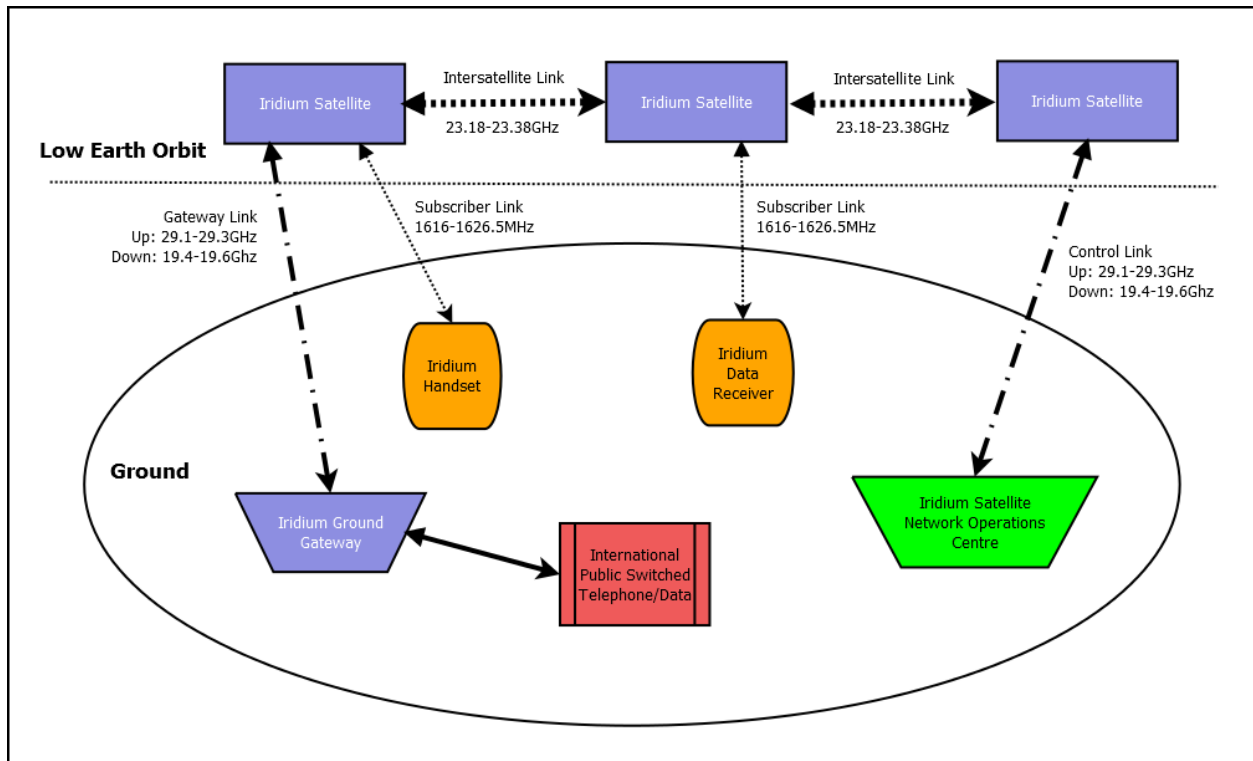 Intersatellite Link
Intersatellite Link
Iridium Satellite
Iridium Satellite
Iridium Satellite
23.18-23.38GHz
23.18-23.38GHz
Low Earth Orbit
Gateway Link
Up: 29.1-29.3GHz
Down: 19.4-19.6Ghz
Subscriber Link
1616-1626.5MHz
Subscriber Link
1616-1626.5MHz
Control Link
Up: 29.1-29.3GHz
Down: 19.4-19.6Ghz
Iridium
Handset
Iridium
Data
Receiver
Ground
Iridium Ground
Gateway
International
Public Switched
Telephone/Data
Iridium Satellite
Network Operations
Centre